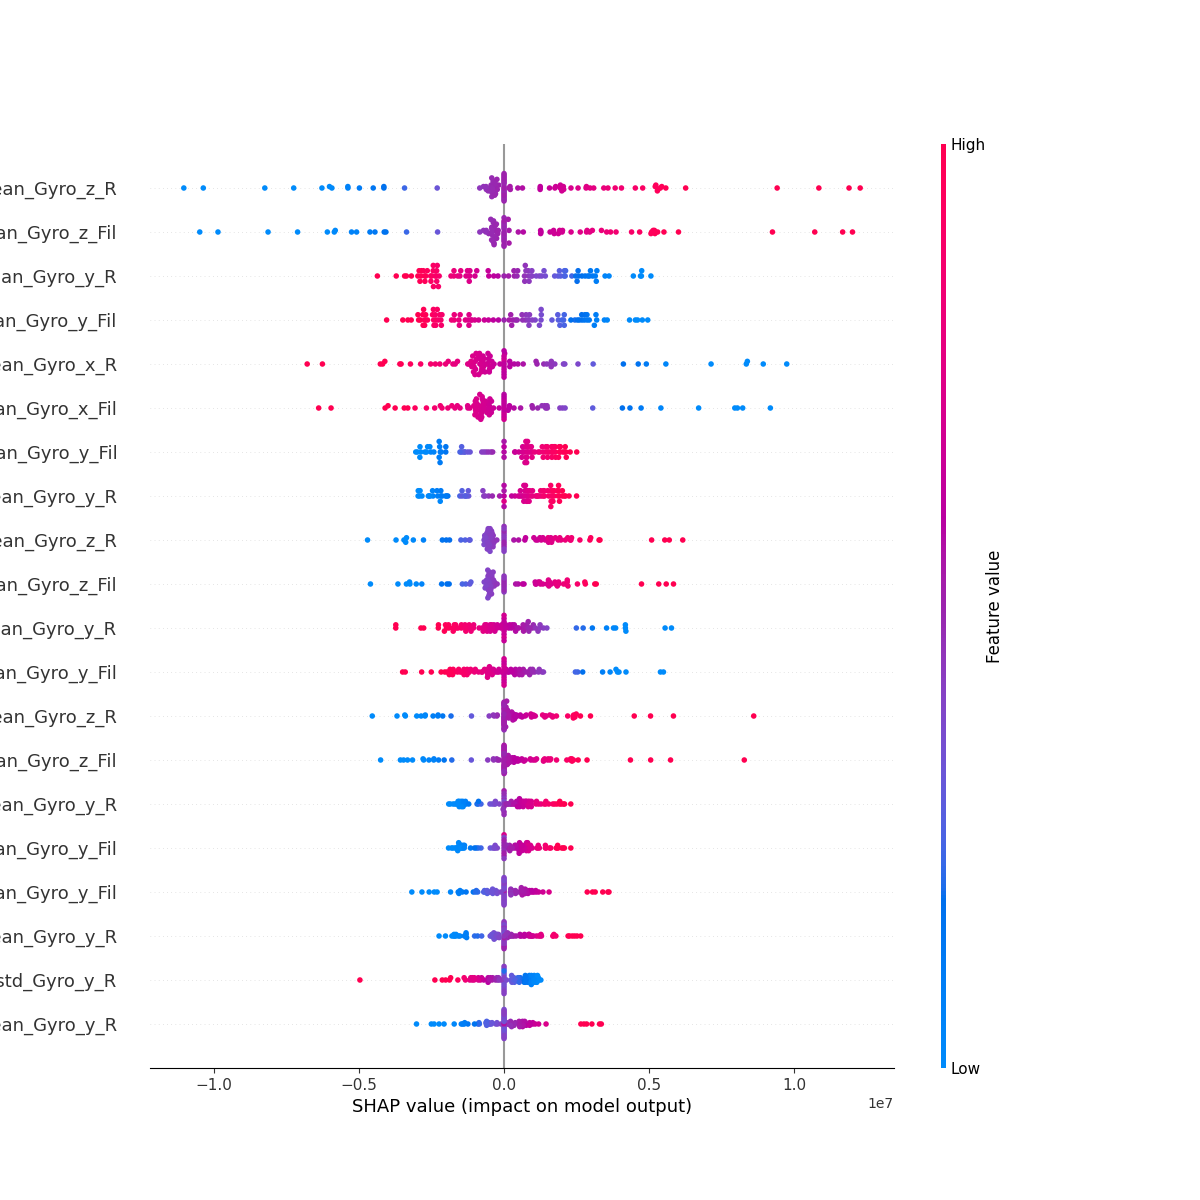 High
ean_Gyro_z_R
an_Gyro_z_Fil
an_Gyro_y_R
an_Gyro_y_Fil
ean_Gyro_x_R
an_Gyro_x_Fil
an_Gyro_y_Fil
ean_Gyro_y_R
ean_Gyro_z_R
an_Gyro_z_Fil
an_Gyro_y_R
an_Gyro_y_Fil
ean_Gyro_z_R
an_Gyro_z_Fil
ean_Gyro_y_R
an_Gyro_y_Fil
an_Gyro_y_Fil
ean_Gyro_y_R
std_Gyro_y_R
ean_Gyro_y_R
Feature value
Low
−1.0 −0.5 0.0 0.5 1.0
1e7
SHAP value (impact on model output)